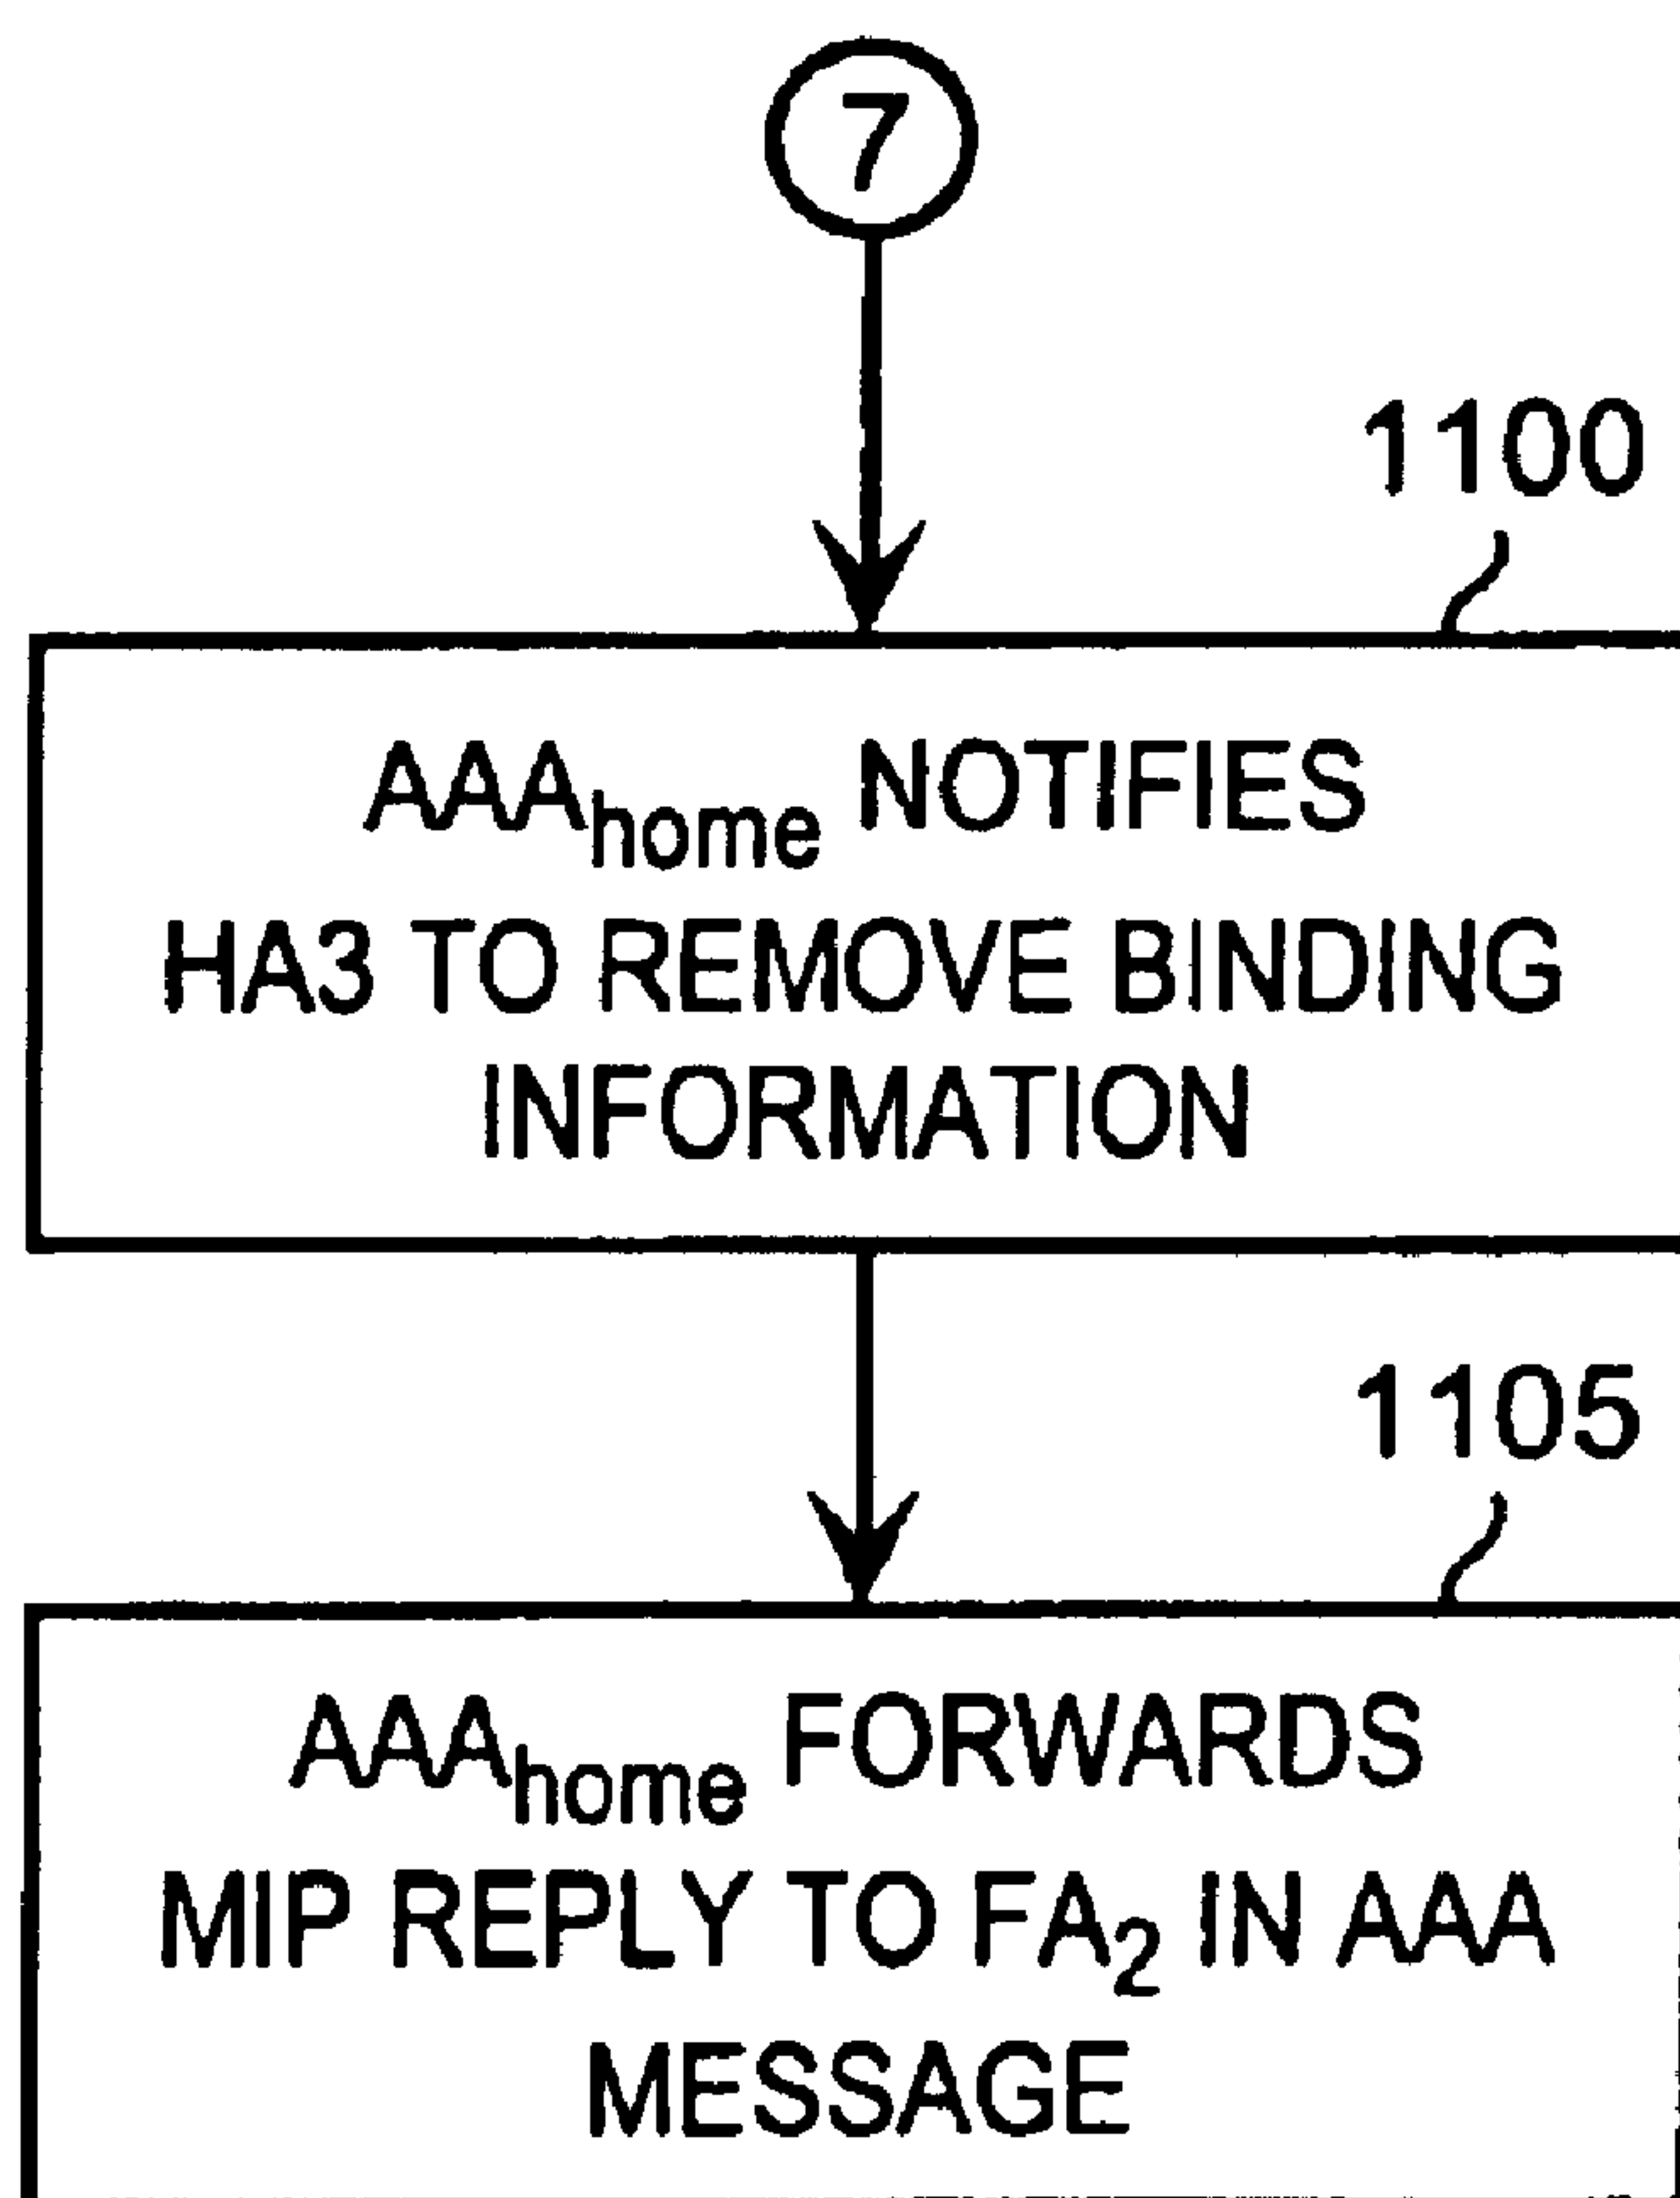 7
1100
AAAhome NOTIFIES
HA3 TO REMOVE BINDING
INFORMATION
1105
AAAhome FORWARDS
MIP REPLY TO FA2 IN AAA
MESSAGE